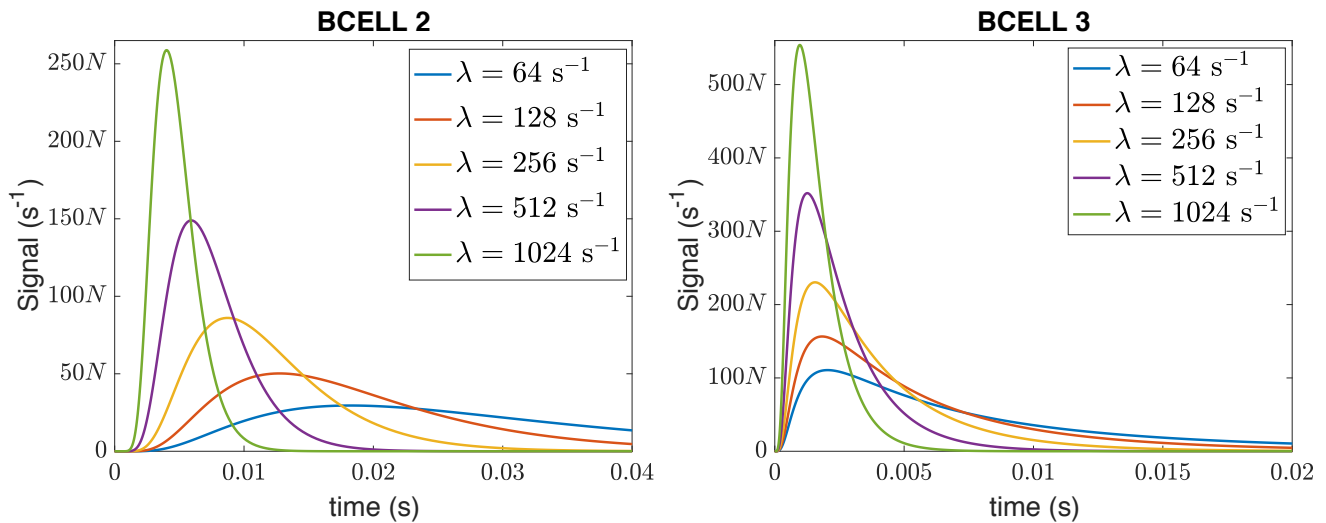 BCELL 2
Signal (s⁻¹)
250N
200N
150N
100N
50N
0
λ = 64 s⁻¹
λ = 128 s⁻¹
λ = 256 s⁻¹
λ = 512 s⁻¹
λ = 1024 s⁻¹
0 0.01 0.02 0.03 0.04
time (s)
BCELL 3
Signal (s⁻¹)
500N
400N
300N
200N
100N
0
λ = 64 s⁻¹
λ = 128 s⁻¹
λ = 256 s⁻¹
λ = 512 s⁻¹
λ = 1024 s⁻¹
0 0.005 0.01 0.015 0.02
time (s)